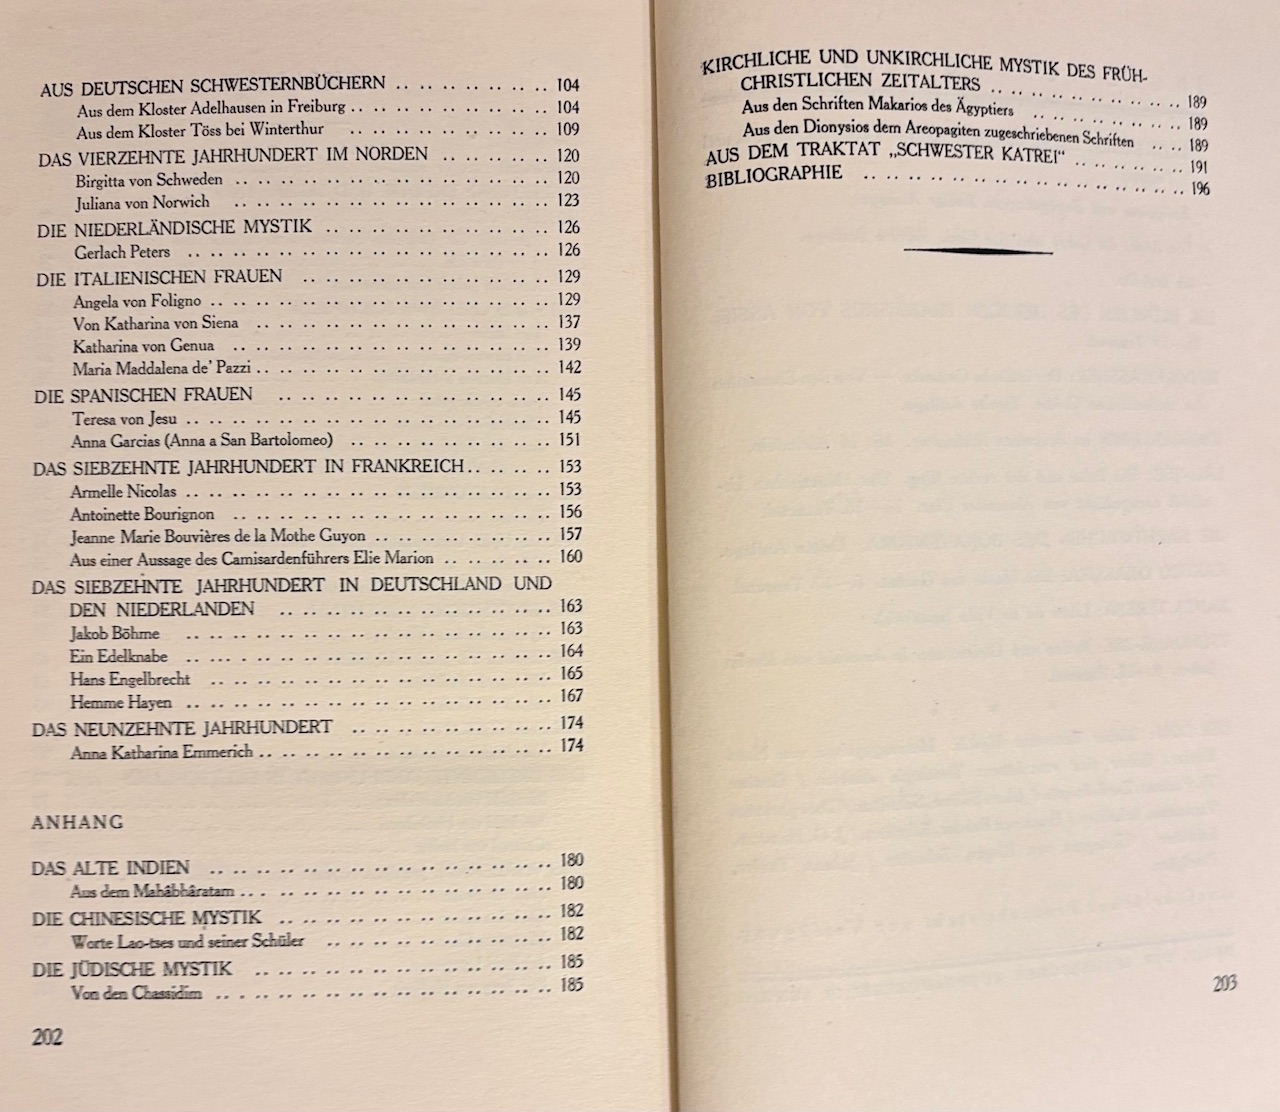 AUS DEUTSCHEN SCHWESTERNBÜCHERN .. .. .. .. .. .. .. .. 104
Aus dem Kloster Adelhausen in Freiburg .. .. .. .. .. .. .. .. .. 104
Aus dem Kloster Töss bei Winterthur .. .. .. .. .. .. .. .. .. 109
DAS VIERZEHNTE JAHRHUNDERT IM NORDEN .. .. .. .. .. .. 120
Birgitta von Schweden .. .. .. .. .. .. .. .. .. .. .. .. .. .. 120
Juliana von Norwich .. .. .. .. .. .. .. .. .. .. .. .. .. .. 123
DIE NIEDERLÄNDISCHE MYSTIK .. .. .. .. .. .. .. .. .. .. 126
Gerlach Peters .. .. .. .. .. .. .. .. .. .. .. .. .. .. .. .. 126
DIE ITALIENISCHEN FRAUEN .. .. .. .. .. .. .. .. .. .. .. 129
Angela von Foligno .. .. .. .. .. .. .. .. .. .. .. .. .. .. .. 129
Von Katharina von Siena .. .. .. .. .. .. .. .. .. .. .. .. .. 137
Katharina von Genua .. .. .. .. .. .. .. .. .. .. .. .. .. .. 139
Maria Maddalena de' Pazzi .. .. .. .. .. .. .. .. .. .. .. .. .. 142
DIE SPANISCHEN FRAUEN .. .. .. .. .. .. .. .. .. .. .. .. 145
Teresa von Jesu .. .. .. .. .. .. .. .. .. .. .. .. .. .. .. .. 145
Anna Garcias (Anna a San Bartolomeo) .. .. .. .. .. .. .. .. .. 151
DAS SIEBZEHNTE JAHRHUNDERT IN FRANKREICH .. .. .. .. .. 153
Armelle Nicolas .. .. .. .. .. .. .. .. .. .. .. .. .. .. .. .. 153
Antoinette Bourignon .. .. .. .. .. .. .. .. .. .. .. .. .. .. 156
Jeanne Marie Bouvières de la Mothe Guyon .. .. .. .. .. .. .. .. 157
Aus einer Aussage des Camisardenführers Elie Marion .. .. .. .. .. 160
DAS SIEBZEHNTE JAHRHUNDERT IN DEUTSCHLAND UND
DEN NIEDERLANDEN .. .. .. .. .. .. .. .. .. .. .. .. 163
Jakob Böhme .. .. .. .. .. .. .. .. .. .. .. .. .. .. .. .. 163
Ein Edelknabe .. .. .. .. .. .. .. .. .. .. .. .. .. .. .. .. 164
Hans Engelbrecht .. .. .. .. .. .. .. .. .. .. .. .. .. .. .. 165
Hemme Hayen .. .. .. .. .. .. .. .. .. .. .. .. .. .. .. .. 167
DAS NEUNZEHNTE JAHRHUNDERT .. .. .. .. .. .. .. .. .. 174
Anna Katharina Emmerich .. .. .. .. .. .. .. .. .. .. .. .. .. 174
ANHANG
DAS ALTE INDIEN .. .. .. .. .. .. .. .. .. .. .. .. .. .. .. 180
Aus dem Mahâbhâratam .. .. .. .. .. .. .. .. .. .. .. .. .. .. 180
DIE CHINESISCHE MYSTIK .. .. .. .. .. .. .. .. .. .. .. .. 182
Worte Lao-tses und seiner Schüler .. .. .. .. .. .. .. .. .. .. 182
DIE JÜDISCHE MYSTIK .. .. .. .. .. .. .. .. .. .. .. .. .. 185
Von den Chassidim .. .. .. .. .. .. .. .. .. .. .. .. .. .. .. 185
202
KIRCHLICHE UND UNKIRCHLICHE MYSTIK DES FRÜH-
CHRISTLICHEN ZEITALTERS .. .. .. .. .. .. .. .. .. 189
Aus den Schriften Makarios des Ägyptiers .. .. .. .. .. .. .. 189
Aus den Dionysios dem Areopagiten zugeschriebenen Schriften .. .. 189
AUS DEM TRAKTAT „SCHWESTER KATREI“ .. .. .. .. .. .. 191
BIBLIOGRAPHIE .. .. .. .. .. .. .. .. .. .. .. .. .. .. .. 196
203